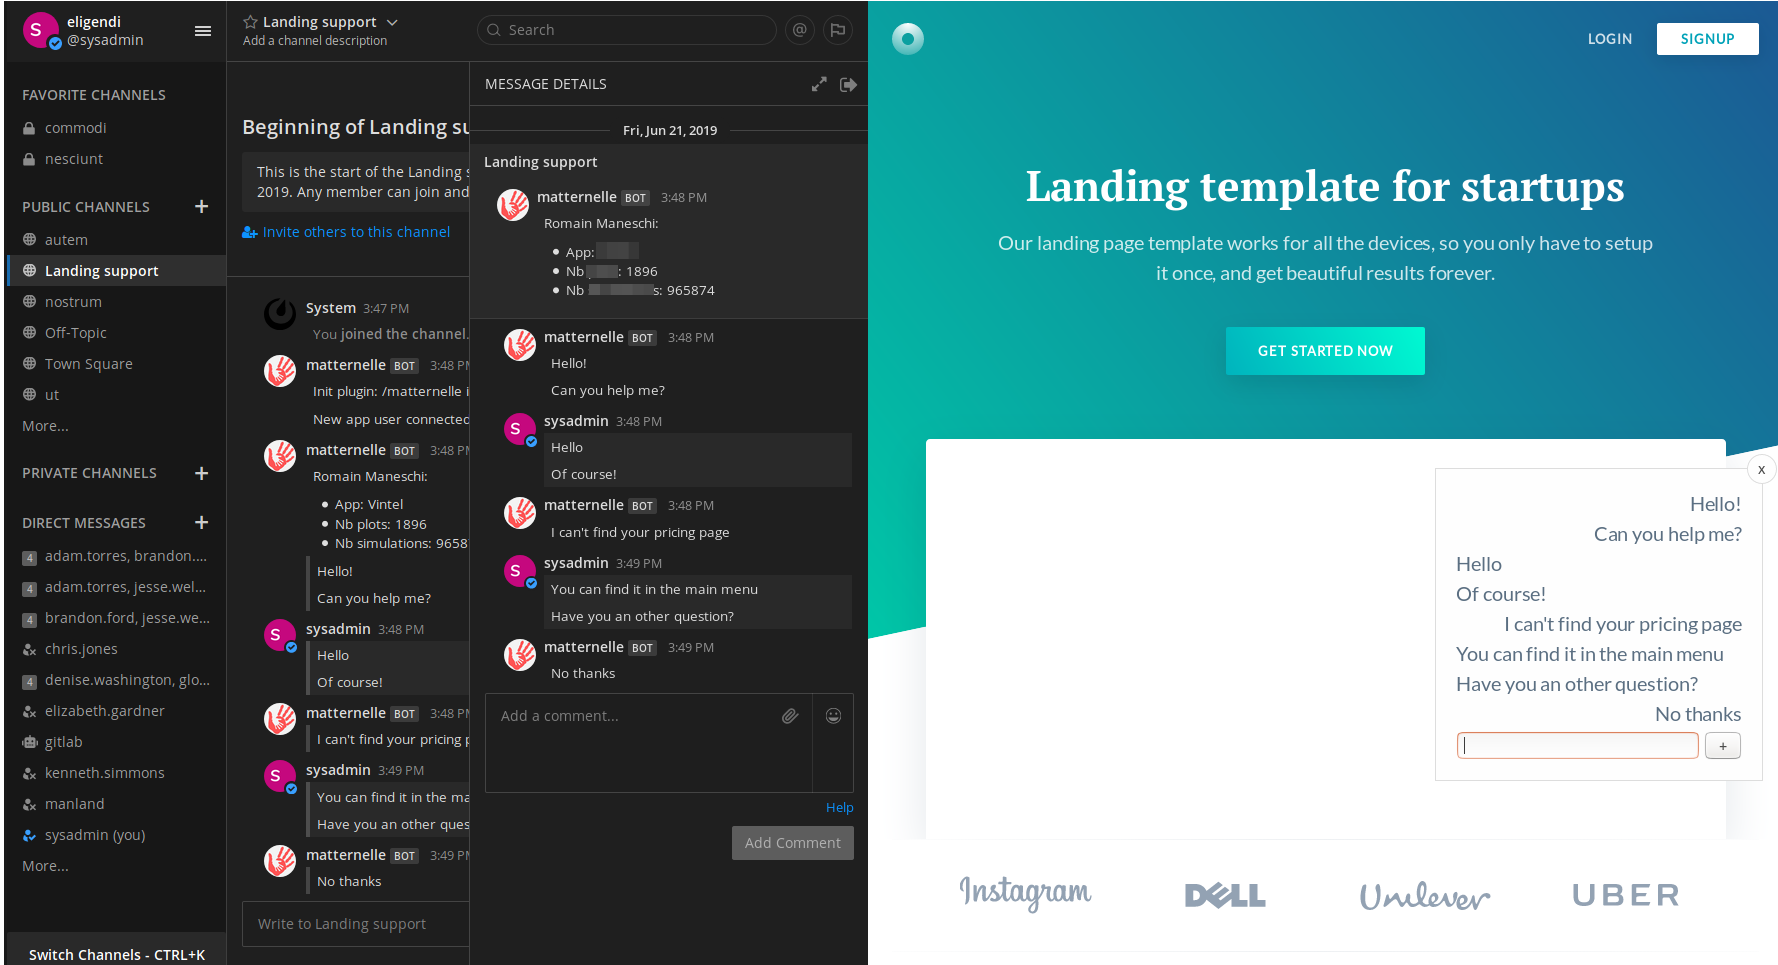 S
eligendi
@sysadmin
FAVORITE CHANNELS
commodi
nesciunt
PUBLIC CHANNELS +
autem
Landing support
nostrum
Off-Topic
Town Square
ut
More...
PRIVATE CHANNELS +
DIRECT MESSAGES +
4 adam.torres, brandon....
4 adam.torres, jesse.wel...
4 brandon.ford, jesse.we...
chris.jones
4 denise.washington, glo...
elizabeth.gardner
gitlab
kenneth.simmons
manland
sysadmin (you)
More...
Switch Channels - CTRL+K
Landing support
Add a channel description
Search
@
Beginning of Landing su
This is the start of the Landing s
2019. Any member can join and
Invite others to this channel
System 3:47 PM
You joined the channel.
matternelle BOT 3:48 PM
Init plugin: /matternelle i
New app user connected
matternelle BOT 3:48 PM
Romain Maneschi:
• App: Vintel
• Nb plots: 1896
• Nb simulations: 9658
Hello!
Can you help me?
S
sysadmin 3:48 PM
Hello
Of course!
matternelle BOT 3:48 PM
I can't find your pricing p
S
sysadmin 3:49 PM
You can find it in the ma
Have you an other ques
matternelle BOT 3:49 PM
No thanks
Write to Landing support
MESSAGE DETAILS
Fri, Jun 21, 2019
Landing support
matternelle BOT 3:48 PM
Romain Maneschi:
• App:
• Nb : 1896
• Nb s: 965874
matternelle BOT 3:48 PM
Hello!
Can you help me?
S
sysadmin 3:48 PM
Hello
Of course!
matternelle BOT 3:48 PM
I can't find your pricing page
S
sysadmin 3:49 PM
You can find it in the main menu
Have you an other question?
matternelle BOT 3:49 PM
No thanks
Add a comment...
Help
Add Comment
LOGIN
SIGNUP
Landing template for startups
Our landing page template works for all the devices, so you only have to setup
it once, and get beautiful results forever.
GET STARTED NOW
x
Hello!
Can you help me?
Hello
Of course!
I can't find your pricing page
You can find it in the main menu
Have you an other question?
No thanks
+
Instagram
DELL
Unilever
UBER